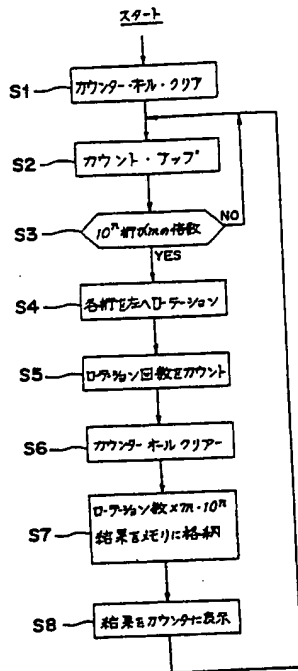 スタート
S1
カウンター・オール・クリア
S2
カウント・アップ
S3
10ⁿ桁がmの倍数
NO
YES
S4
各桁を左へローテーション
S5
ローテーション回数をカウント
S6
カウンターオールクリアー
S7
ローテーション数×m・10ⁿ
結果をメモリに格納
S8
結果をカウンタに表示